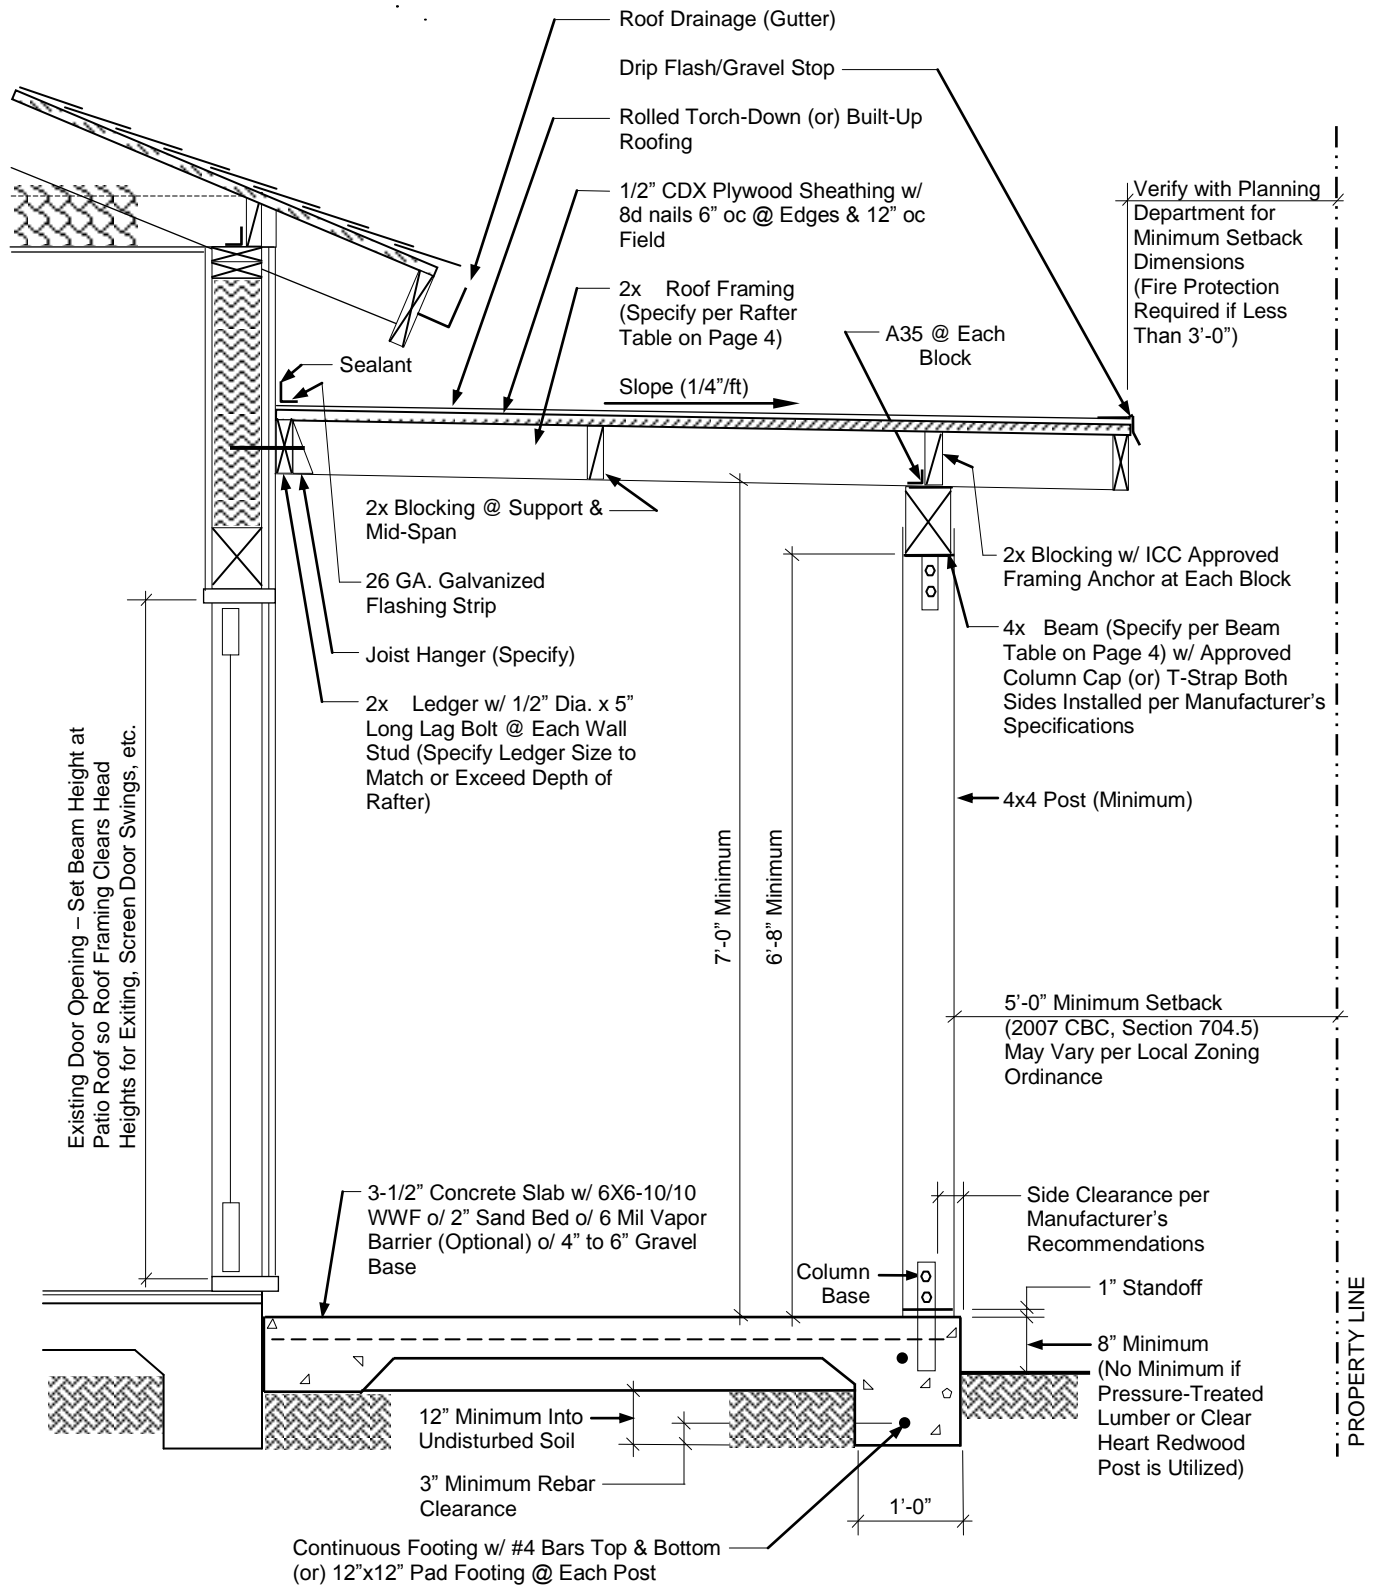 Roof Drainage (Gutter)
Drip Flash/Gravel Stop
Rolled Torch-Down (or) Built-Up
Roofing
1/2” CDX Plywood Sheathing w/
8d nails 6” oc @ Edges & 12” oc
Field
2x Roof Framing
(Specify per Rafter
Table on Page 4)
Verify with Planning
Department for
Minimum Setback
Dimensions
(Fire Protection
Required if Less
Than 3’-0”)
A35 @ Each
Block
Sealant
Slope (1/4”/ft)
2x Blocking @ Support &
Mid-Span
26 GA. Galvanized
Flashing Strip
Joist Hanger (Specify)
2x Ledger w/ 1/2” Dia. x 5”
Long Lag Bolt @ Each Wall
Stud (Specify Ledger Size to
Match or Exceed Depth of
Rafter)
2x Blocking w/ ICC Approved
Framing Anchor at Each Block
4x Beam (Specify per Beam
Table on Page 4) w/ Approved
Column Cap (or) T-Strap Both
Sides Installed per Manufacturer’s
Specifications
4x4 Post (Minimum)
Existing Door Opening – Set Beam Height at
Patio Roof so Roof Framing Clears Head
Heights for Exiting, Screen Door Swings, etc.
7’-0” Minimum
6’-8” Minimum
5’-0” Minimum Setback
(2007 CBC, Section 704.5)
May Vary per Local Zoning
Ordinance
3-1/2” Concrete Slab w/ 6X6-10/10
WWF o/ 2” Sand Bed o/ 6 Mil Vapor
Barrier (Optional) o/ 4” to 6” Gravel
Base
Side Clearance per
Manufacturer’s
Recommendations
Column
Base
1” Standoff
8” Minimum
(No Minimum if
Pressure-Treated
Lumber or Clear
Heart Redwood
Post is Utilized)
PROPERTY LINE
12” Minimum Into
Undisturbed Soil
3” Minimum Rebar
Clearance
1’-0”
Continuous Footing w/ #4 Bars Top & Bottom
(or) 12”x12” Pad Footing @ Each Post